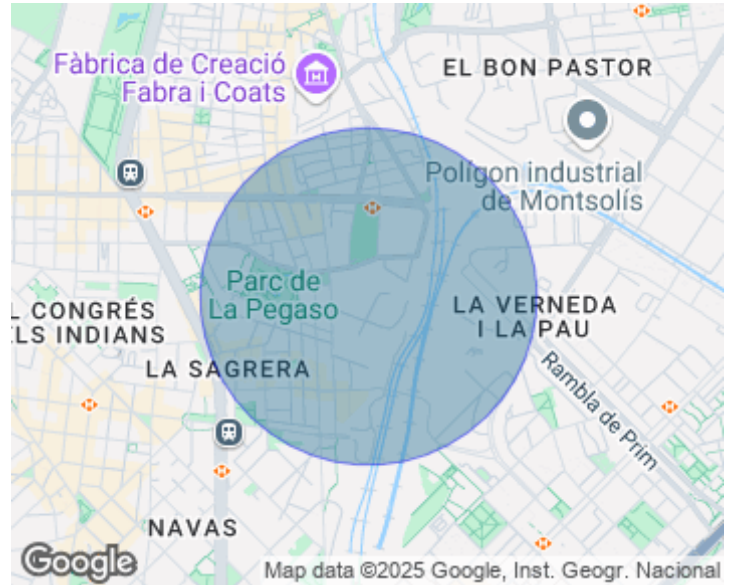 Fàbrica de Creació
Fabra i Coats
EL BON PASTOR
Polígon industrial
de Montsolís
Parc de
La Pegaso
L CONGRÉS
ELS INDIANS
LA VERNEDA
I LA PAU
LA SAGRERA
Rambla de Prim
NAVAS
Google
Map data ©2025 Google, Inst. Geogr. Nacional